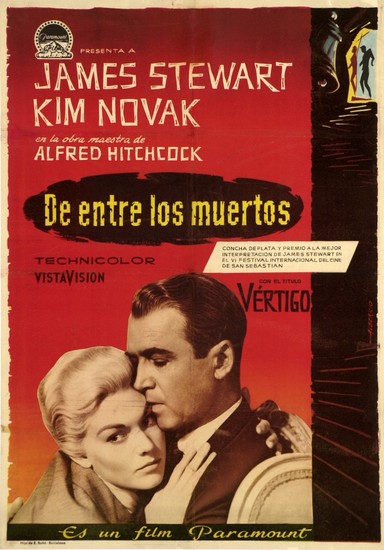 Paramount
PRESENTA A
JAMES STEWART
KIM NOVAK
en la obra maestra de
ALFRED HITCHCOCK
De entre los muertos
TECHNICOLOR
VISTAVISION
CONCHA DE PLATA Y PREMIO A LA MEJOR
INTERPRETACION DE JAMES STEWART EN
EL VI FESTIVAL INTERNACIONAL DEL CINE
DE SAN SEBASTIAN
CON EL TITULO
VÉRTIGO
Es un film Paramount